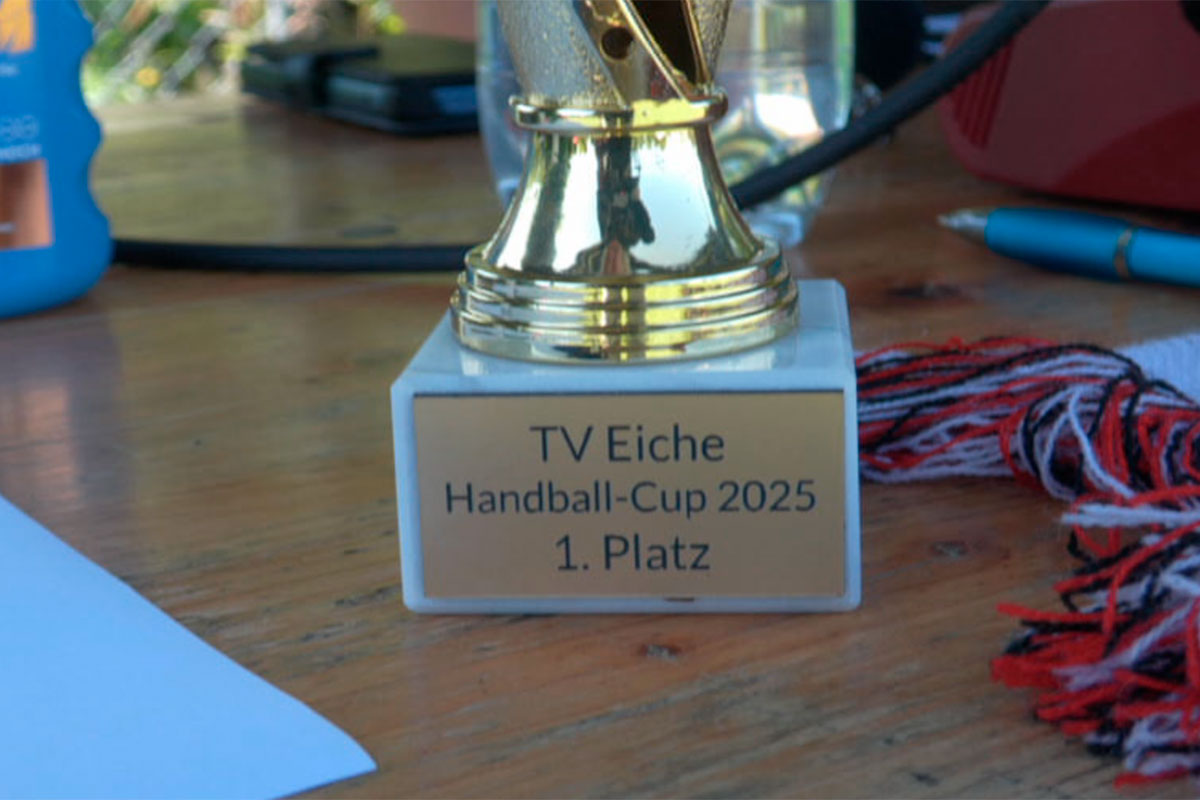 TV Eiche
Handball-Cup 2025
1. Platz